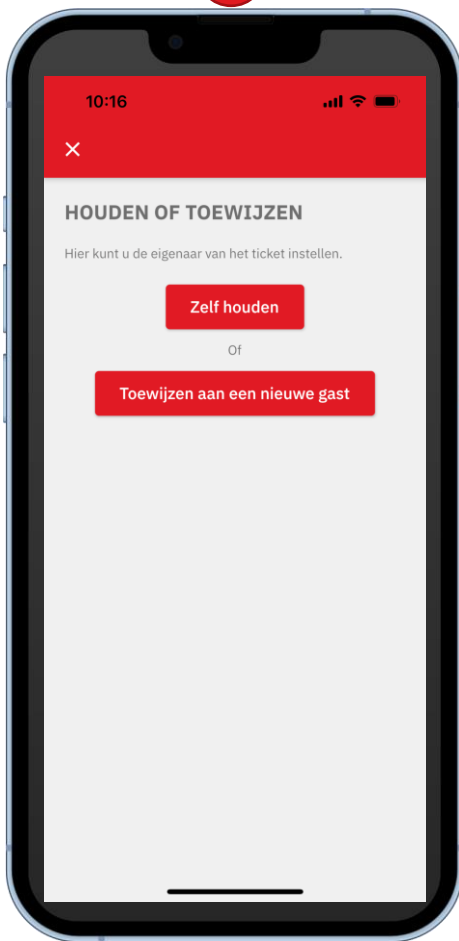 10:16
HOUDEN OF TOEWIJZEN
Hier kunt u de eigenaar van het ticket instellen.
Zelf houden
Of
Toewijzen aan een nieuwe gast